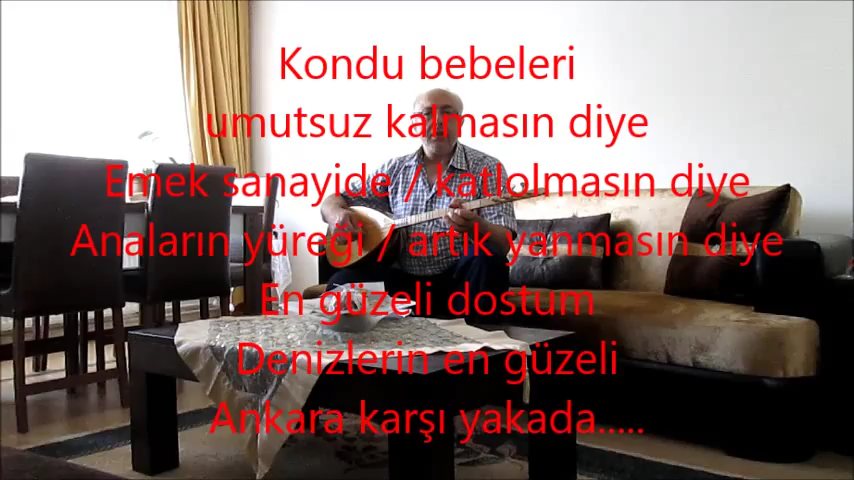 Kondu bebeleri
umutsuz kalmasın diye
Emek sanayide / katlolmasın diye
Anaların yüreği / artık yanmasın diye
En güzeli dostum
Denizlerin en güzeli
Ankara karşı yakada.....